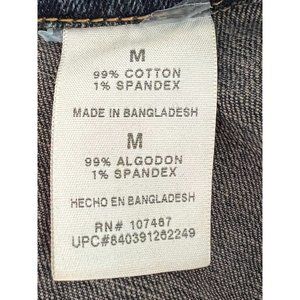 M
99% COTTON
1% SPANDEX
MADE IN BANGLADESH
M
99% ALGODON
1% SPANDEX
HECHO EN BANGLADESH
RN# 107487
UPC#840391262249